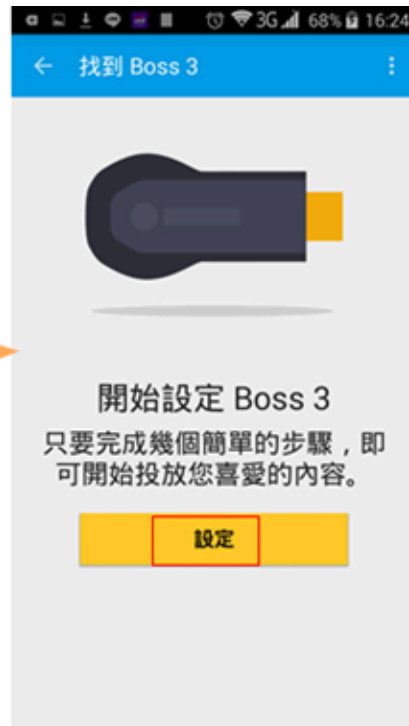 3G 68% 16:24
找到 Boss 3
開始設定 Boss 3
只要完成幾個簡單的步驟，即
可開始投放您喜愛的內容。
設定